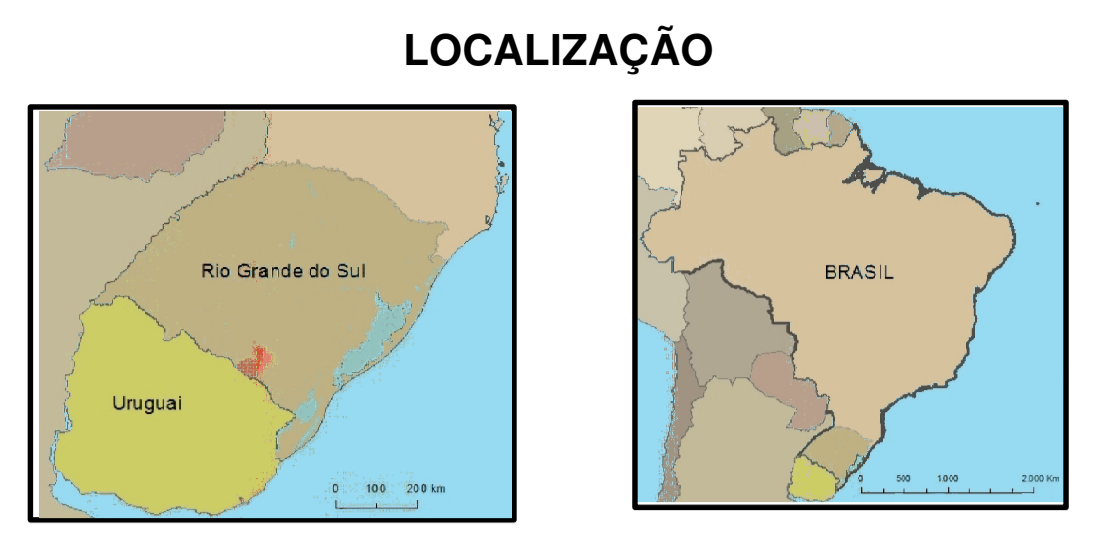 LOCALIZAÇÃO
Rio Grande do Sul
Uruguai
0 100 200 km
BRASIL
0 500 1.000 2.000 Km